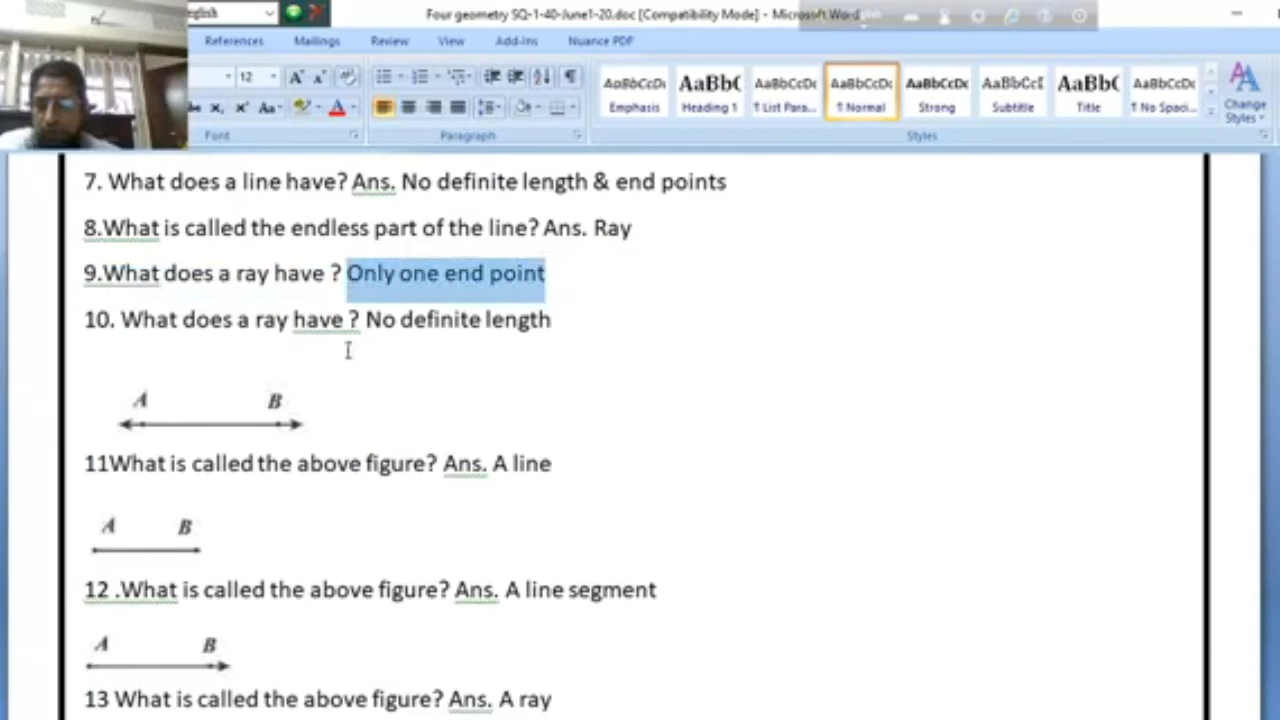 nglish
Four geometry SQ-1-40-June1-20.doc [Compatibility Mode] - Microsoft Word
References Mailings Review View Add-Ins Nuance PDF
12 A A
Aa A
AaBbCcDc AaBb( AaBbCcDc AaBbCcDc AaBbCcDc AaBbCcE AaBbC( AaBbCcDc
Emphasis Heading 1 ¶ List Para... ¶ Normal Strong Subtitle Title ¶ No Spaci...
Change
Styles
Font Paragraph Styles
7. What does a line have? Ans. No definite length & end points
8.What is called the endless part of the line? Ans. Ray
9.What does a ray have ? Only one end point
10. What does a ray have ? No definite length
A B
11What is called the above figure? Ans. A line
A B
12 .What is called the above figure? Ans. A line segment
A B
13 What is called the above figure? Ans. A ray